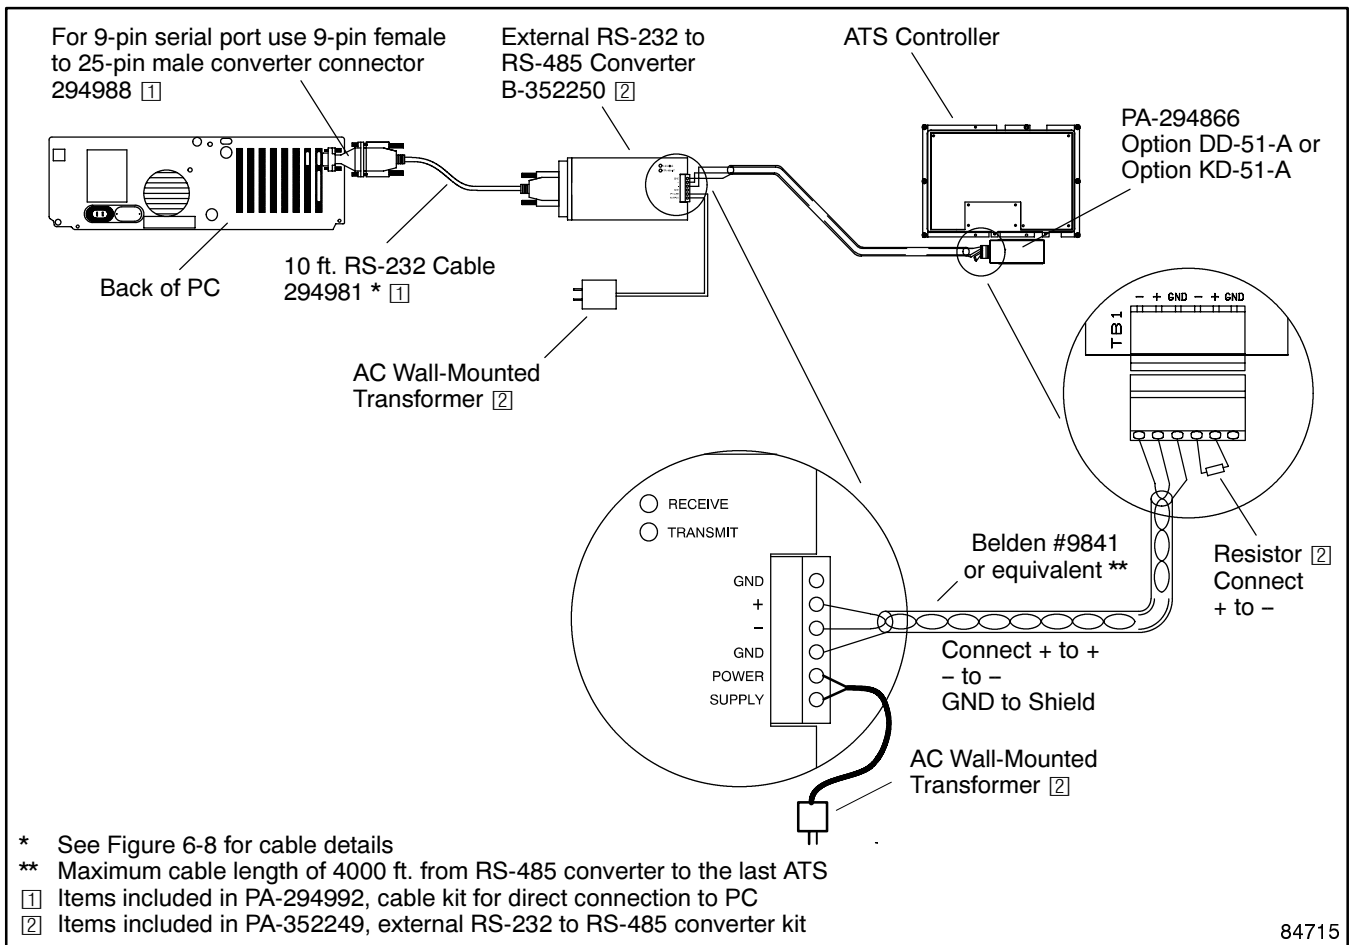 For 9-pin serial port use 9-pin female
to 25-pin male converter connector
294988 [1]
External RS-232 to
RS-485 Converter
B-352250 [2]
ATS Controller
PA-294866
Option DD-51-A or
Option KD-51-A
Back of PC
10 ft. RS-232 Cable
294981 * [1]
AC Wall-Mounted
Transformer [2]
– + GND – + GND
TB1
RECEIVE
TRANSMIT
GND
+
–
GND
POWER
SUPPLY
Belden #9841
or equivalent **
Resistor [2]
Connect
+ to –
Connect + to +
– to –
GND to Shield
AC Wall-Mounted
Transformer [2]
* See Figure 6-8 for cable details
** Maximum cable length of 4000 ft. from RS-485 converter to the last ATS
[1] Items included in PA-294992, cable kit for direct connection to PC
[2] Items included in PA-352249, external RS-232 to RS-485 converter kit
84715